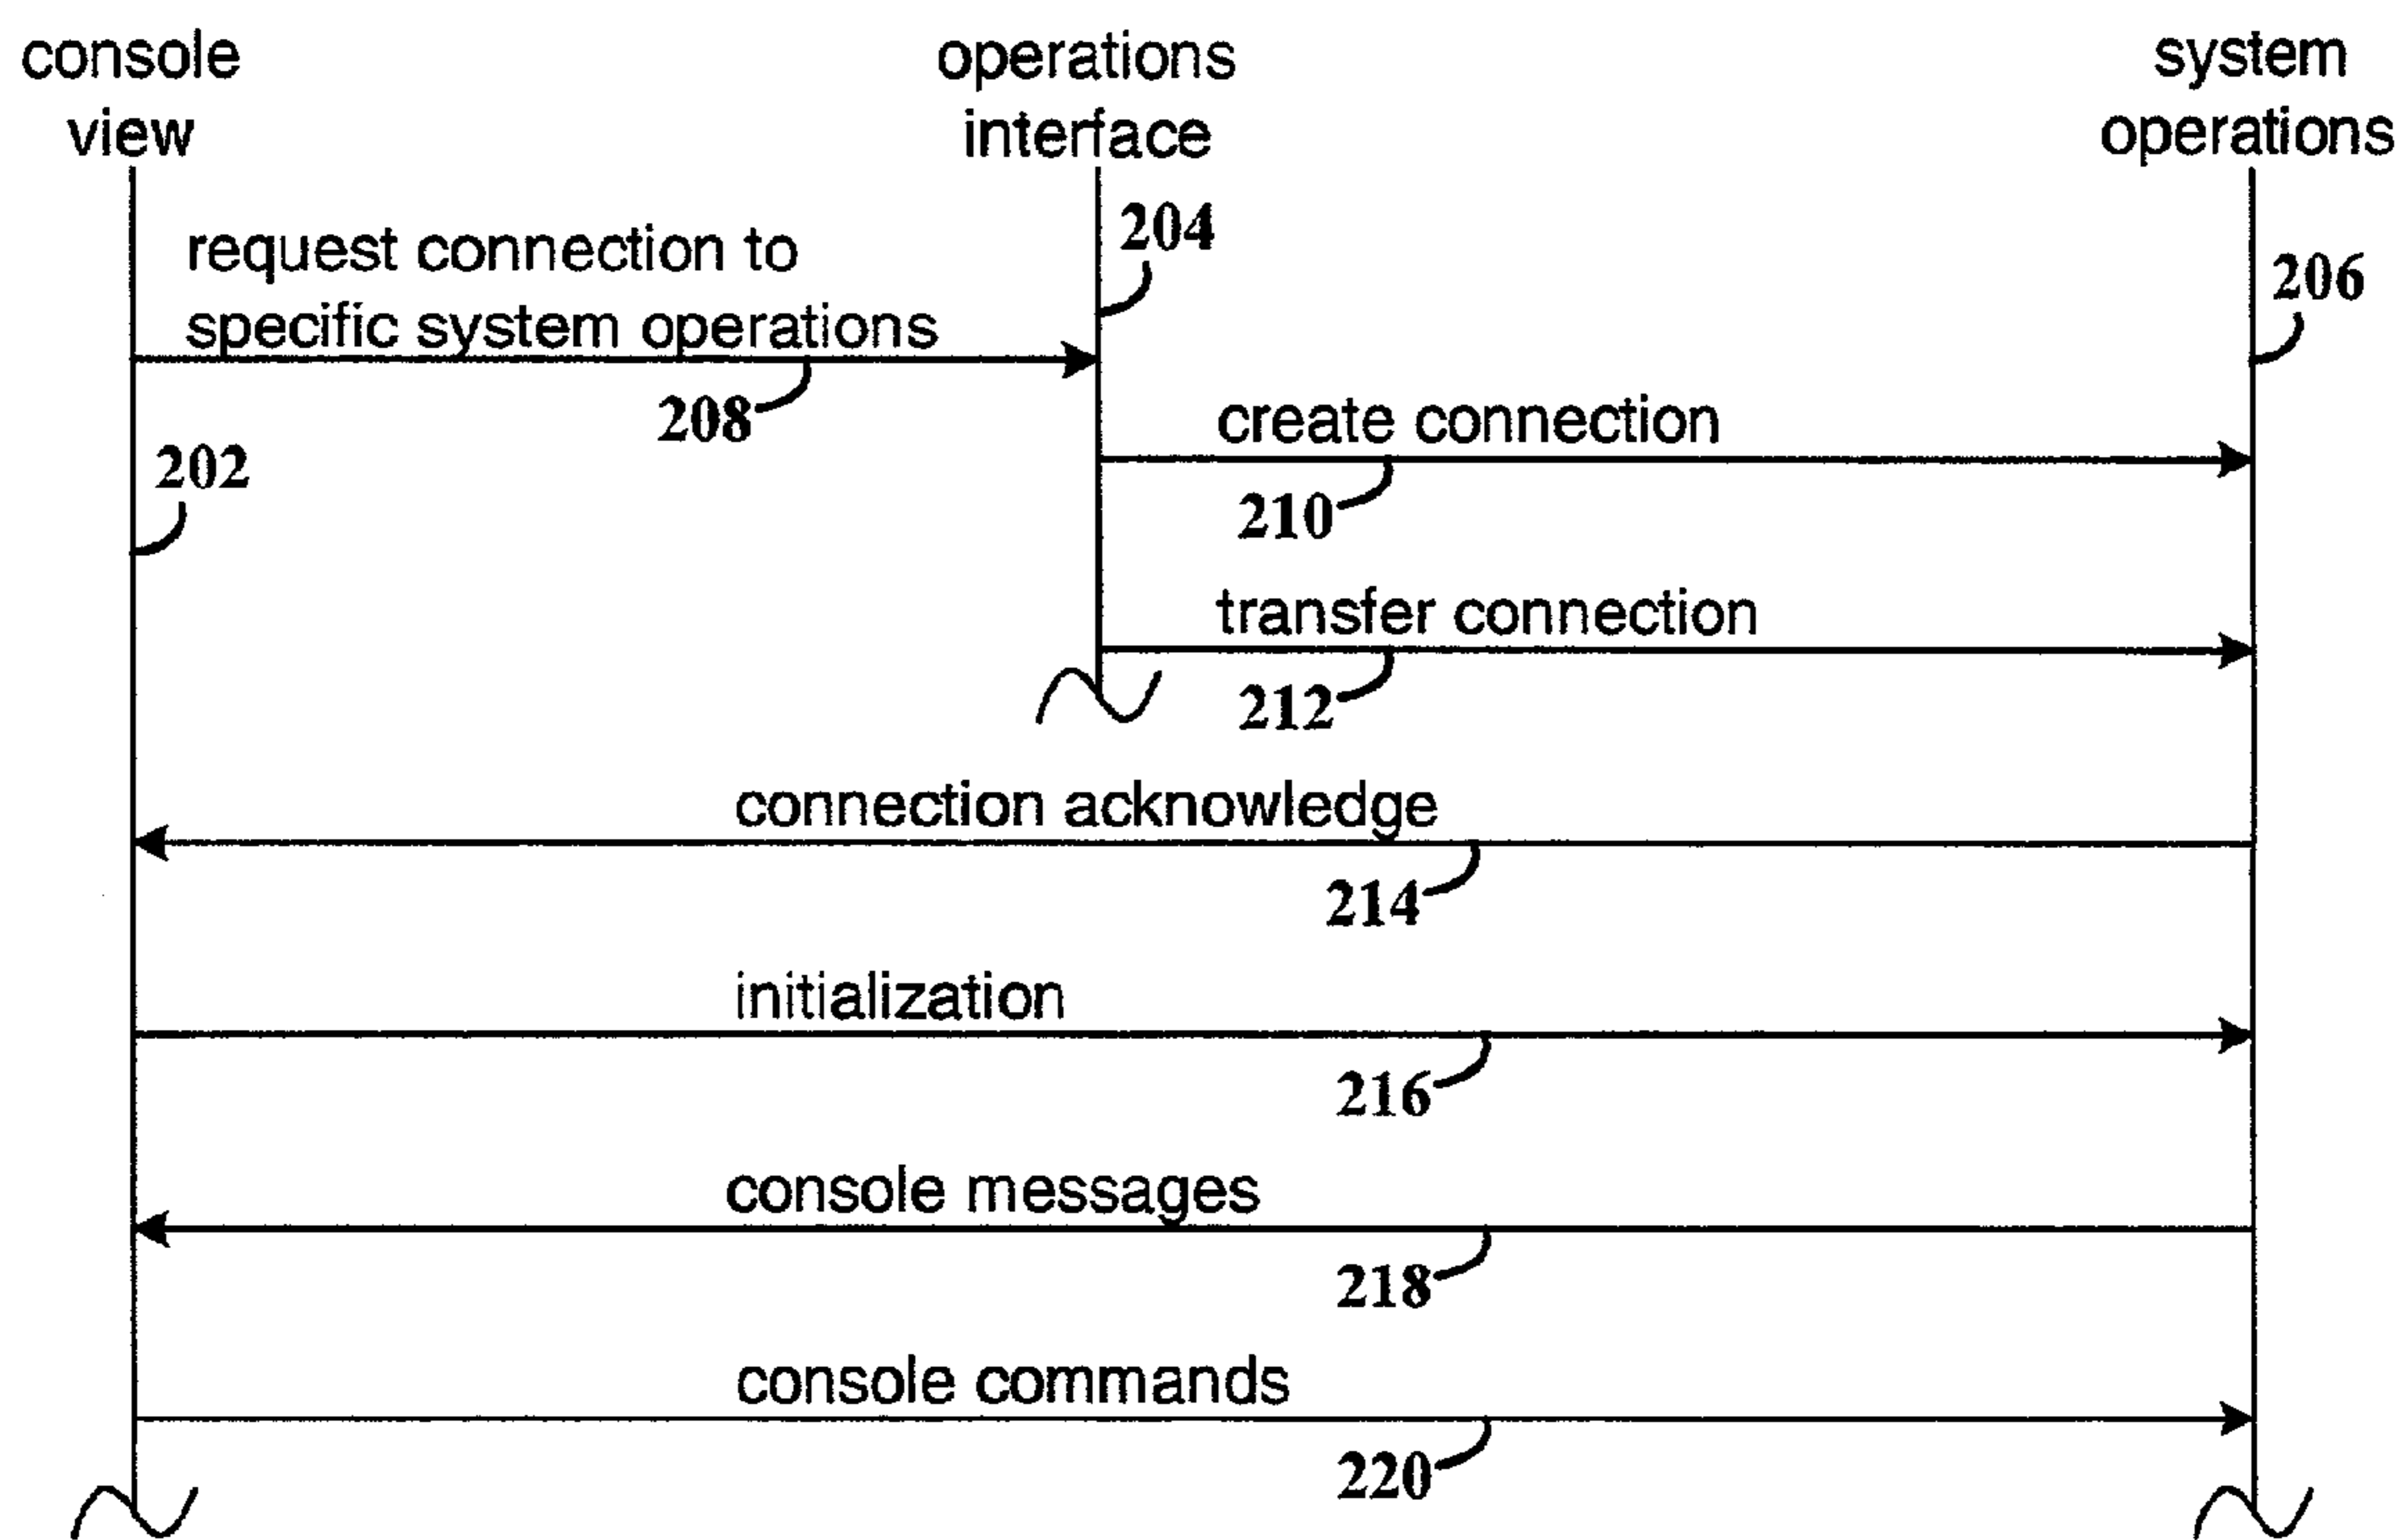 console
view
operations
interface
system
operations
204
206
request connection to
specific system operations
208
202
create connection
210
transfer connection
212
connection acknowledge
214
initialization
216
console messages
218
console commands
220